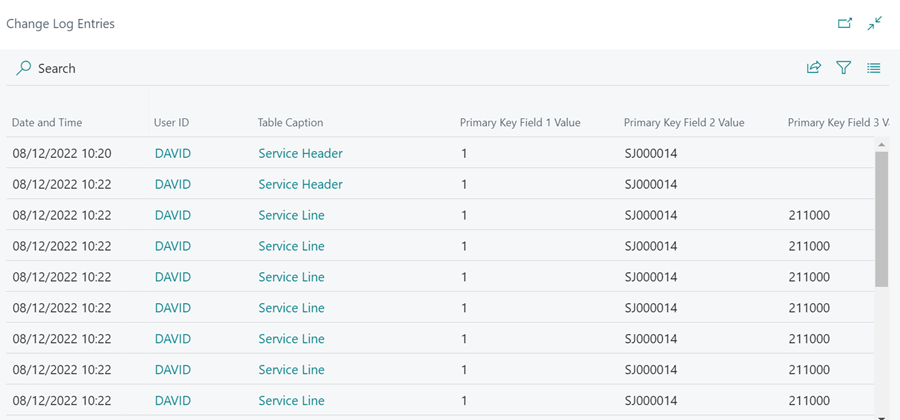 Change Log Entries
Search
Date and Time User ID Table Caption Primary Key Field 1 Value Primary Key Field 2 Value Primary Key Field 3 Va
08/12/2022 10:20 DAVID Service Header 1 SJ000014
08/12/2022 10:22 DAVID Service Header 1 SJ000014
08/12/2022 10:22 DAVID Service Line 1 SJ000014 211000
08/12/2022 10:22 DAVID Service Line 1 SJ000014 211000
08/12/2022 10:22 DAVID Service Line 1 SJ000014 211000
08/12/2022 10:22 DAVID Service Line 1 SJ000014 211000
08/12/2022 10:22 DAVID Service Line 1 SJ000014 211000
08/12/2022 10:22 DAVID Service Line 1 SJ000014 211000
08/12/2022 10:22 DAVID Service Line 1 SJ000014 211000